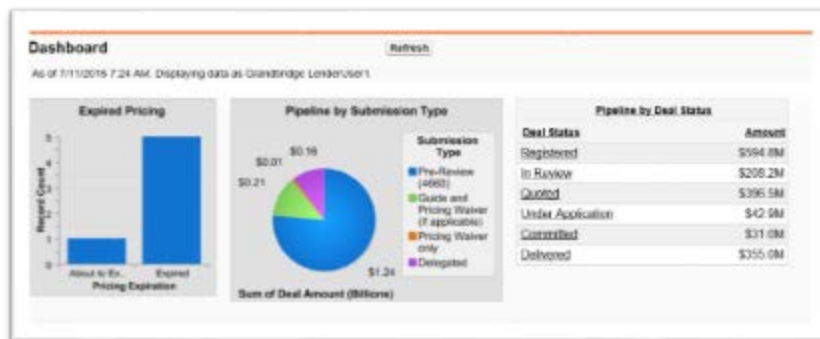 Dashboard
Refresh
As of 7/11/2016 7:24 AM. Displaying data as Grandbridge LenderUser1.
Expired Pricing
Record Count
5
4
3
2
1
0
About to Ex..
Expired
Pricing Expiration
Pipeline by Submission Type
$0.16
$0.01
$0.21
$1.24
Submission
Type
Pre-Review
(4660)
Guide and
Pricing Waiver
(if applicable)
Pricing Waiver
only
Delegated
Sum of Deal Amount (Billions)
Pipeline by Deal Status
Deal Status Amount
Registered $594.8M
In Review $208.2M
Quoted $396.5M
Under Application $42.9M
Committed $31.0M
Delivered $355.0M